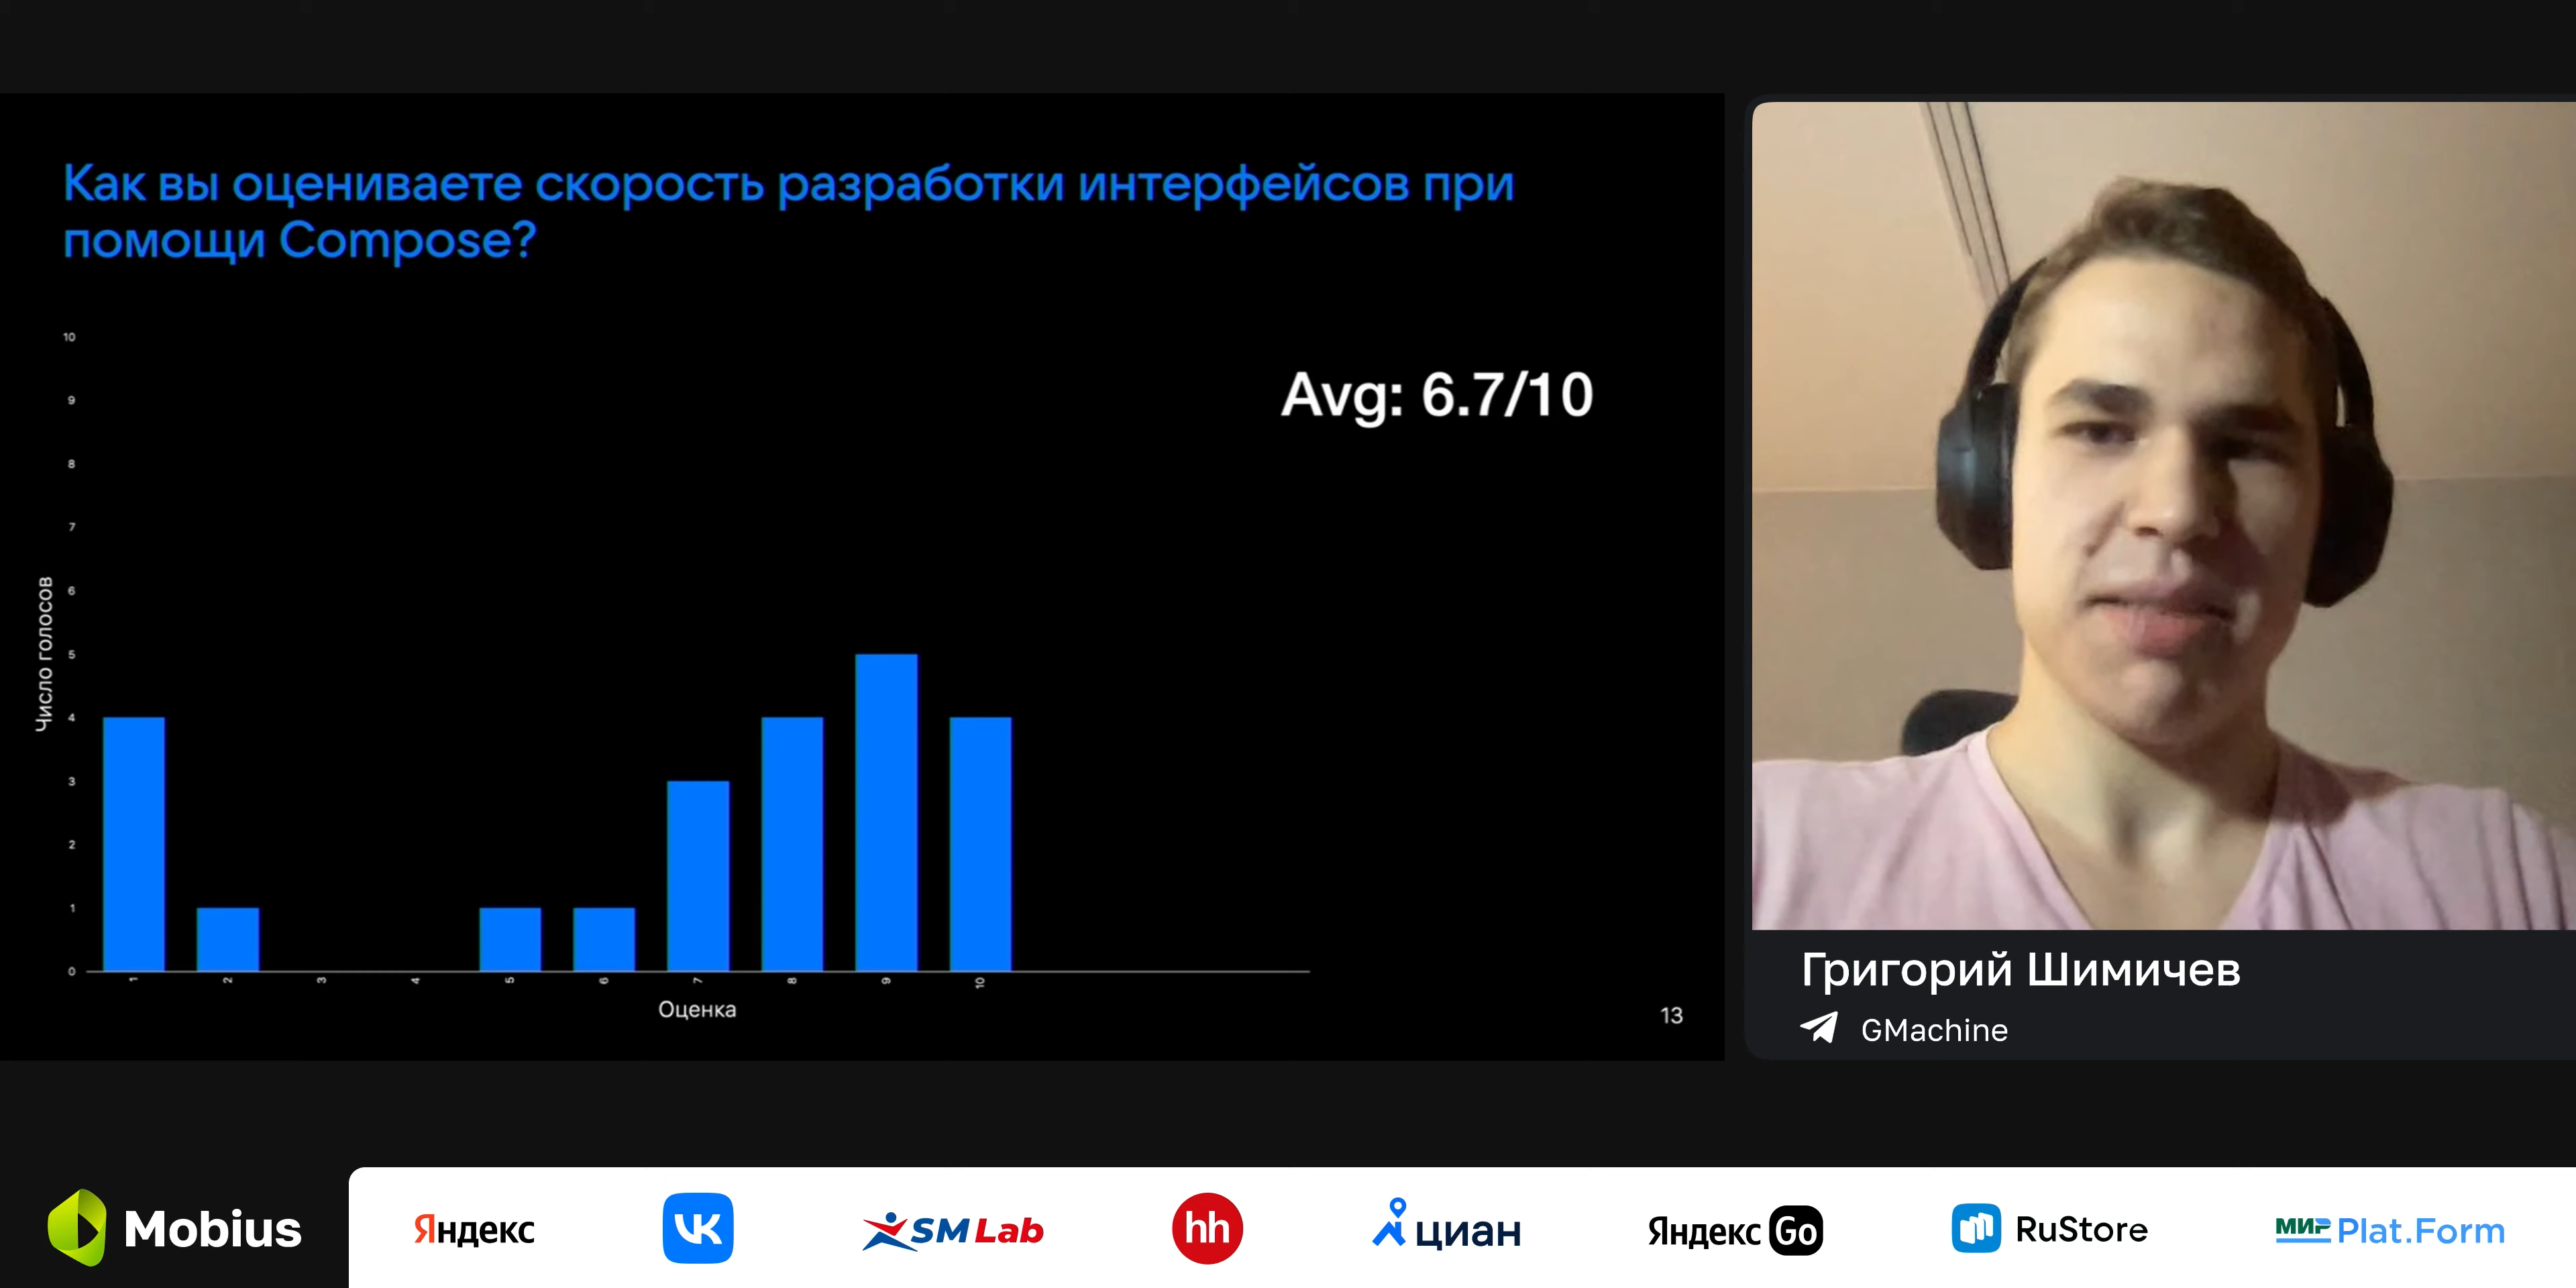 Как вы оцениваете скорость разработки интерфейсов при
помощи Compose?
Avg: 6.7/10
10
9
8
7
6
5
4
3
2
1
0
Число голосов
1 2 3 4 5 6 7 8 9 10
Оценка
13
Григорий Шимичев
GMachine
Mobius
Яндекс
VK
SM Lab
hh
циан
Яндекс Go
RuStore
МИР Plat.Form